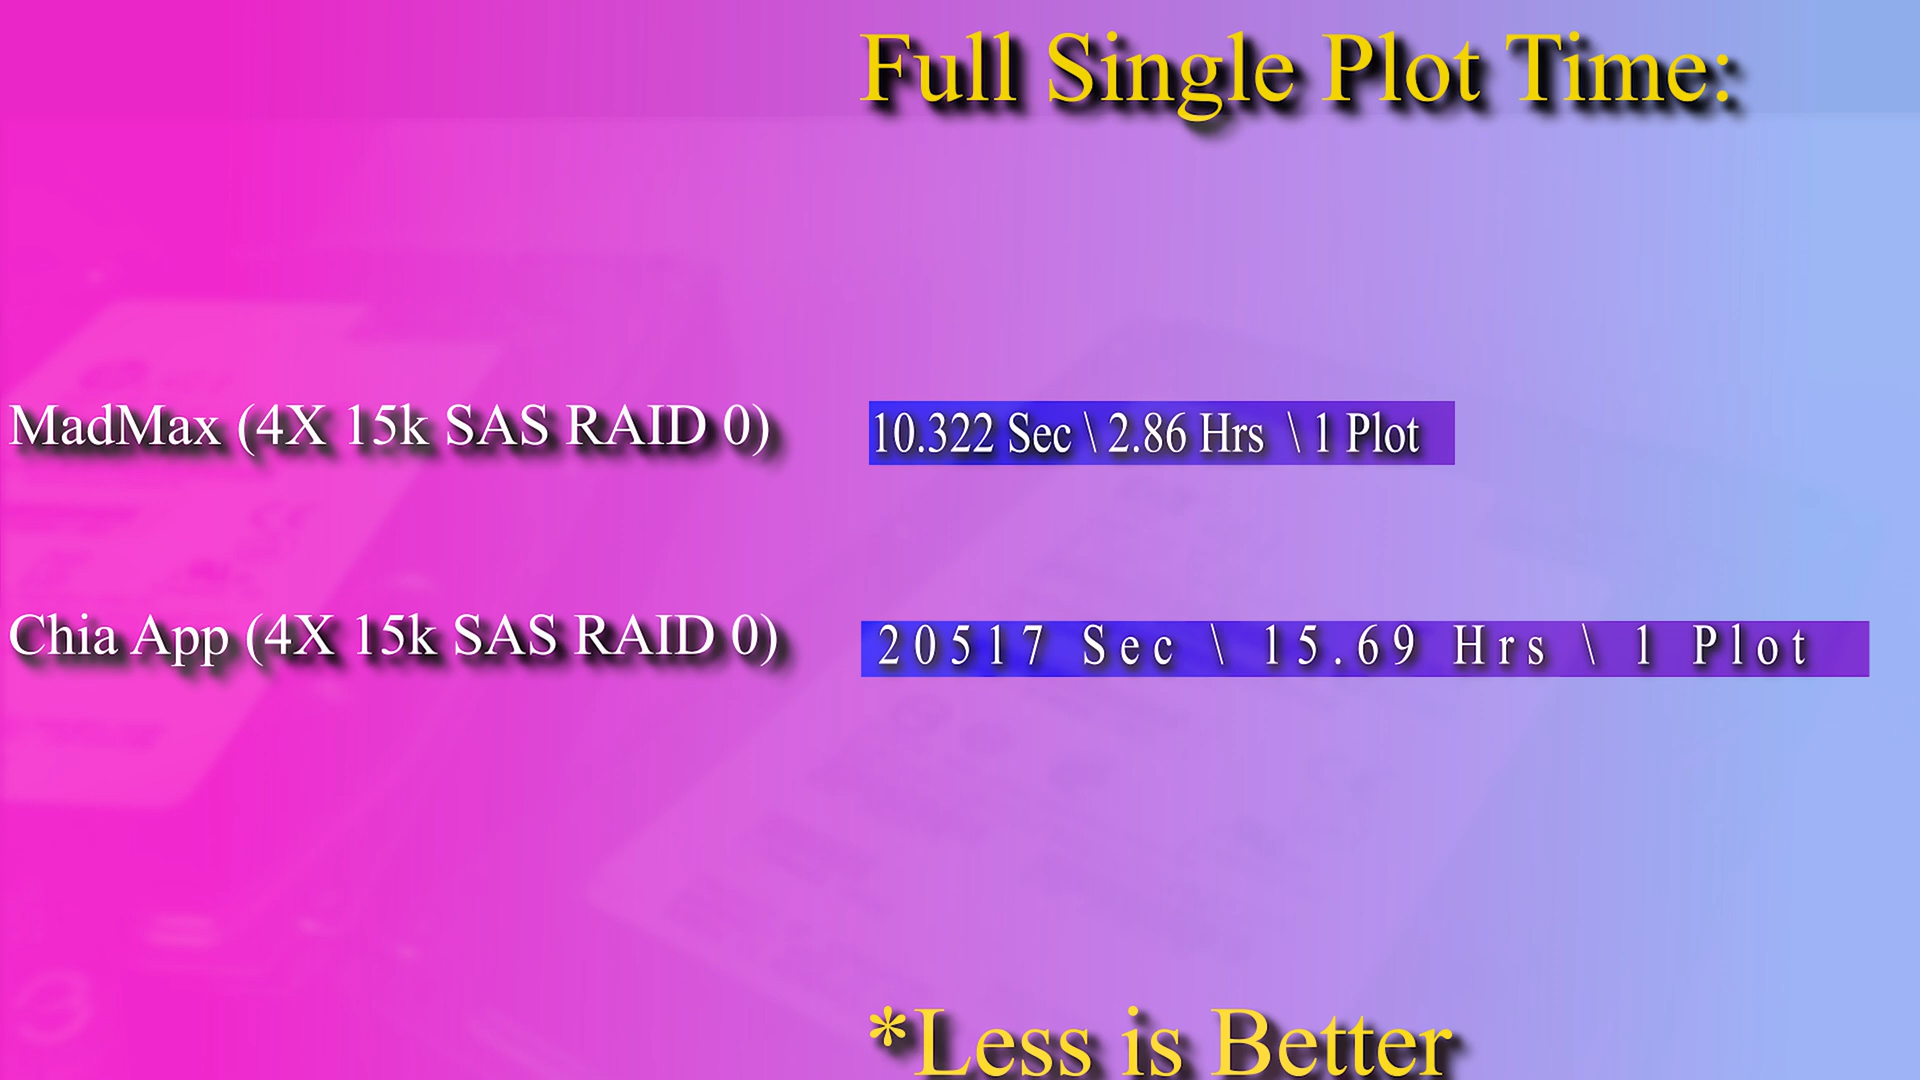 Full Single Plot Time:
MadMax (4X 15k SAS RAID 0) 10.322 Sec \ 2.86 Hrs \ 1 Plot
Chia App (4X 15k SAS RAID 0) 20517 Sec \ 15.69 Hrs \ 1 Plot
*Less is Better